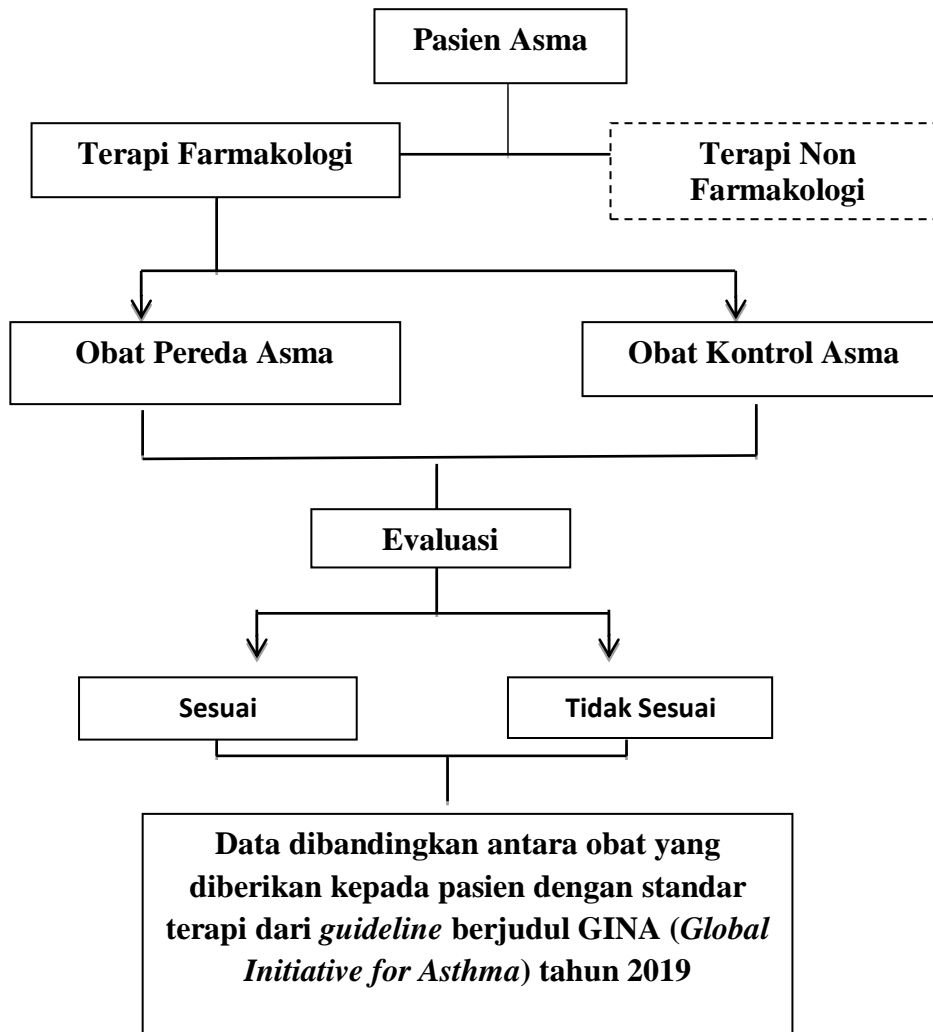 Pasien Asma
Terapi Farmakologi
Terapi Non
Farmakologi
Obat Pereda Asma
Obat Kontrol Asma
Evaluasi
Sesuai
Tidak Sesuai
Data dibandingkan antara obat yang
diberikan kepada pasien dengan standar
terapi dari guideline berjudul GINA (Global
Initiative for Asthma) tahun 2019